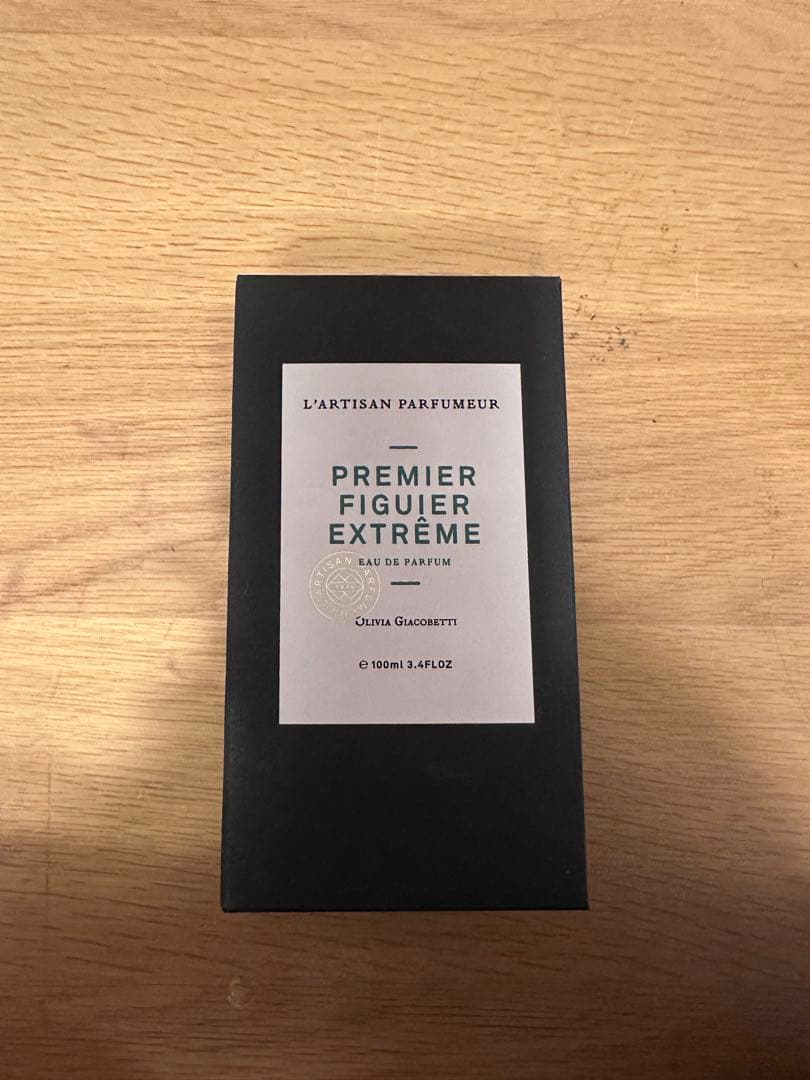 L'ARTISAN PARFUMEUR
PREMIER
FIGUIER
EXTRÊME
EAU DE PARFUM
OLIVIA GIACOBETTI
℮ 100ml 3.4FLOZ